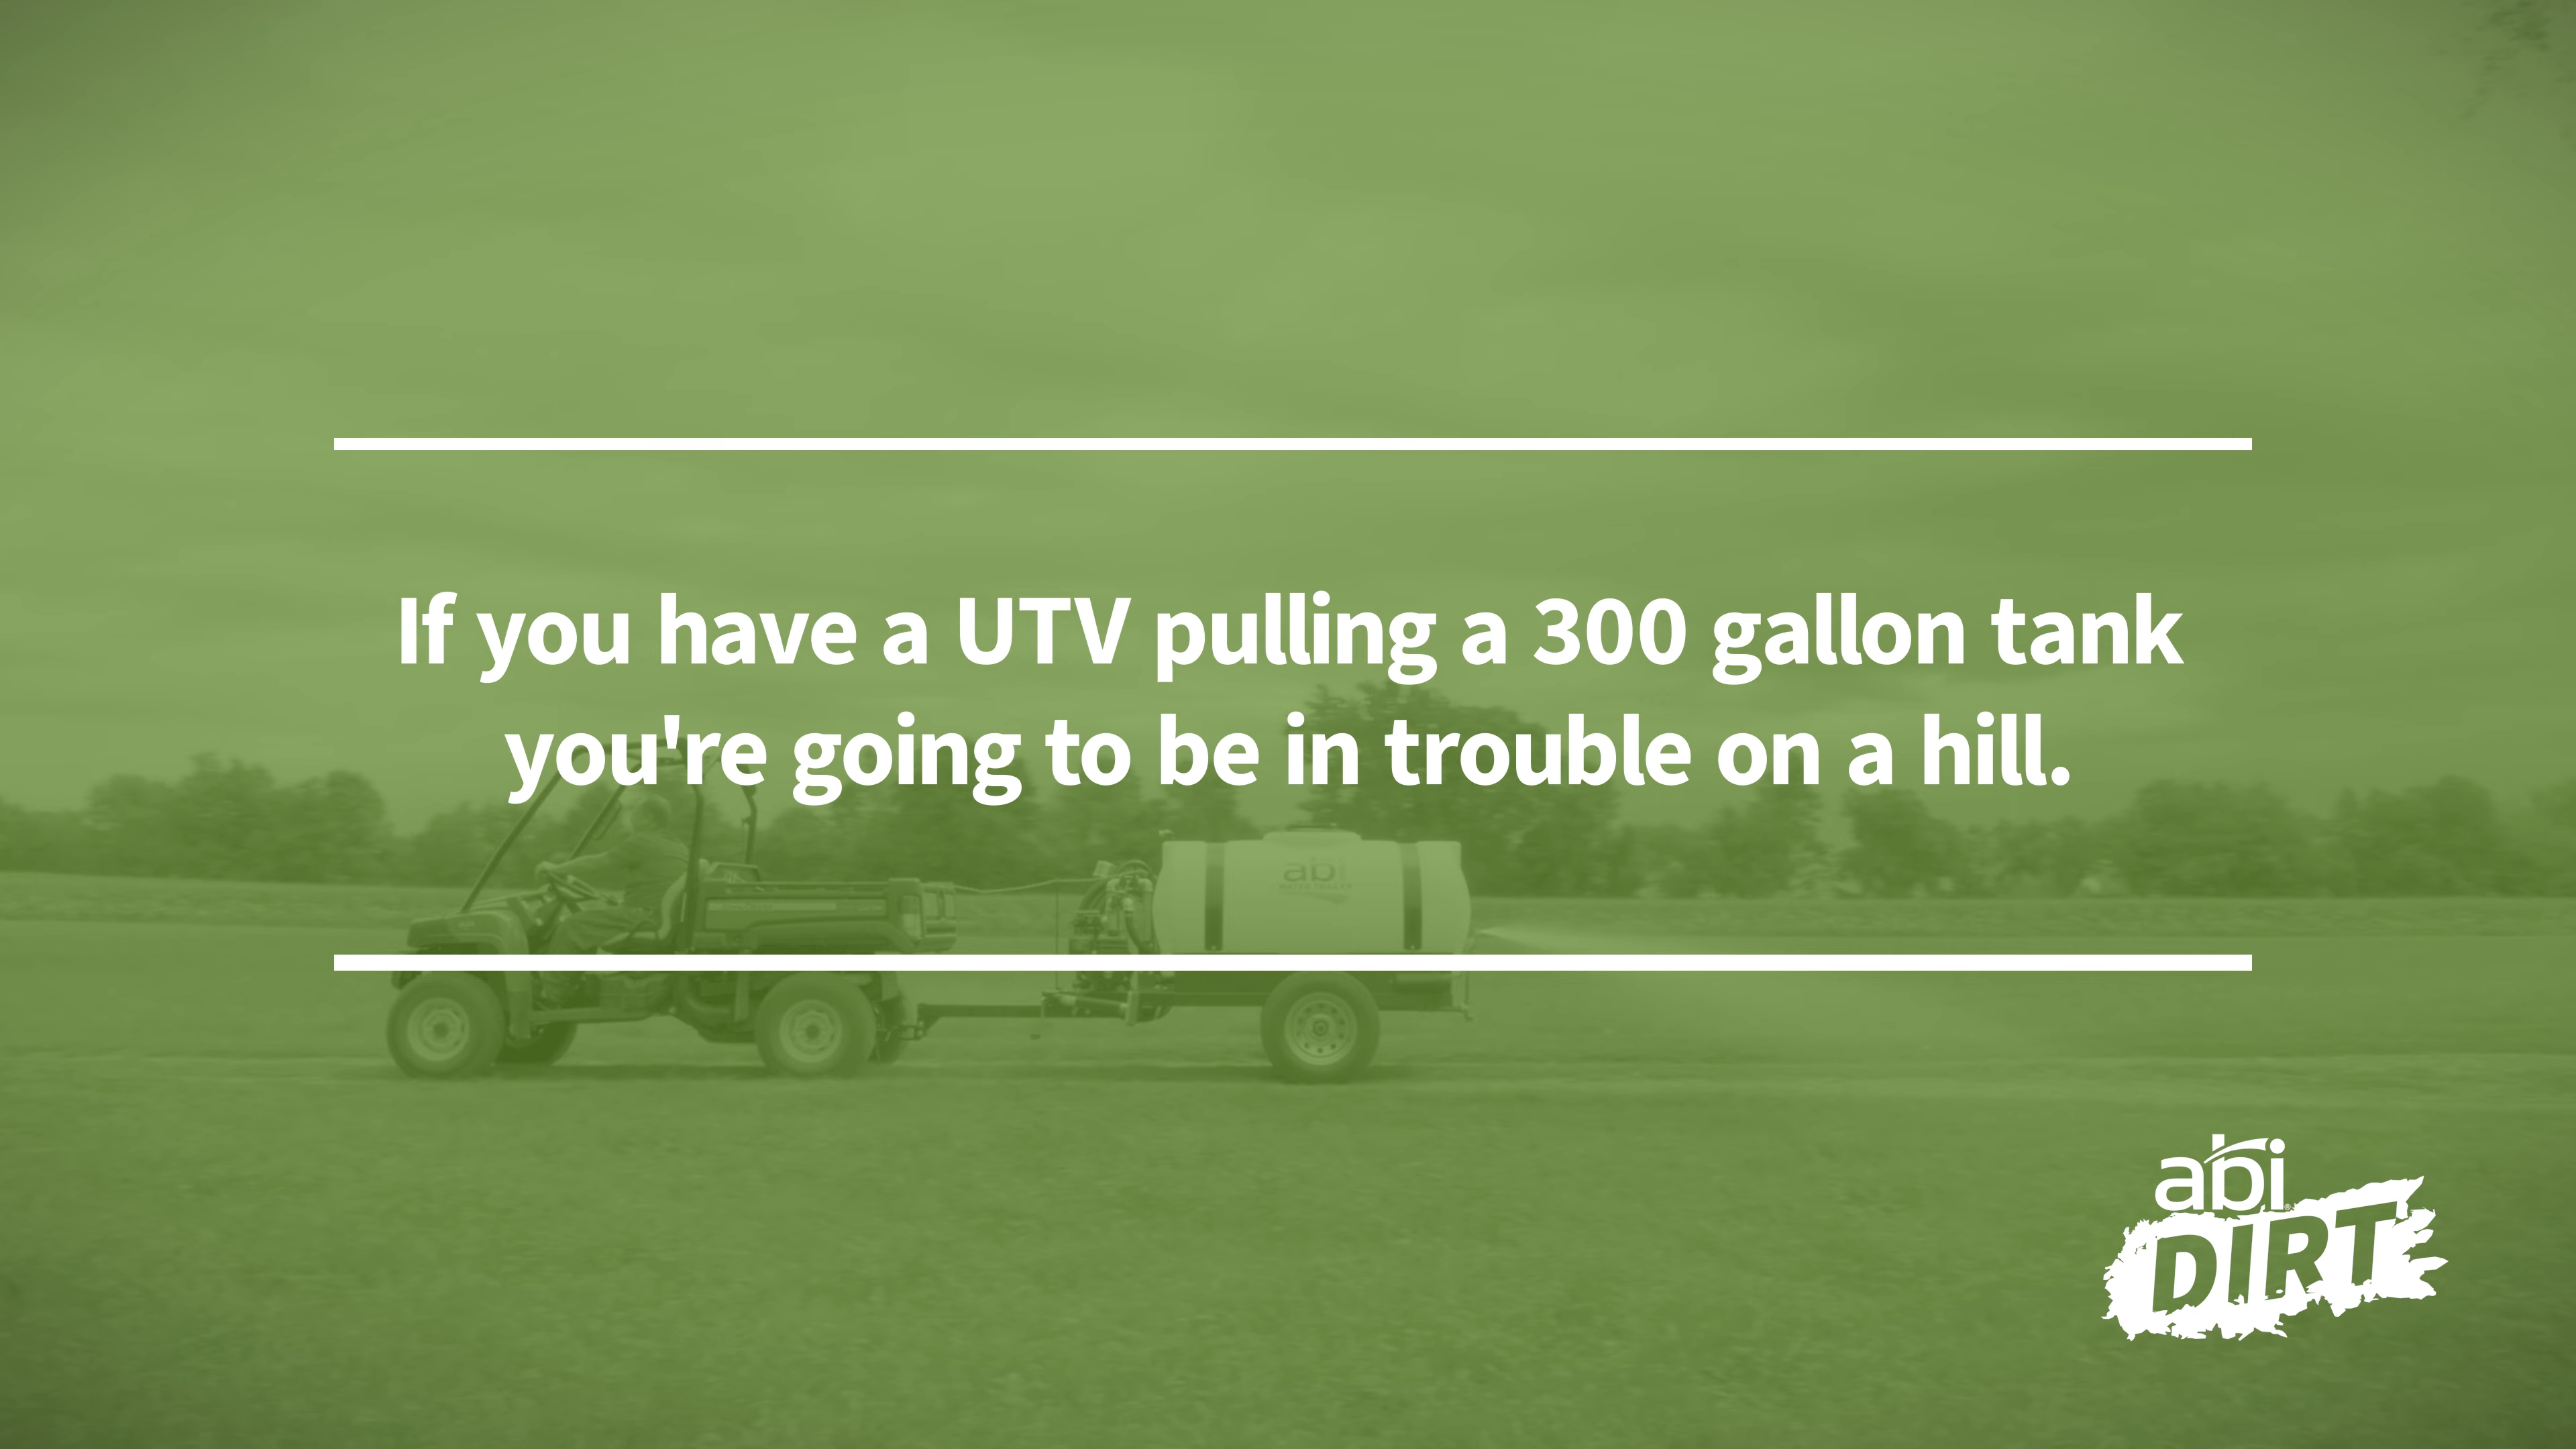 If you have a UTV pulling a 300 gallon tank
you're going to be in trouble on a hill.
abi
abi
DIRT